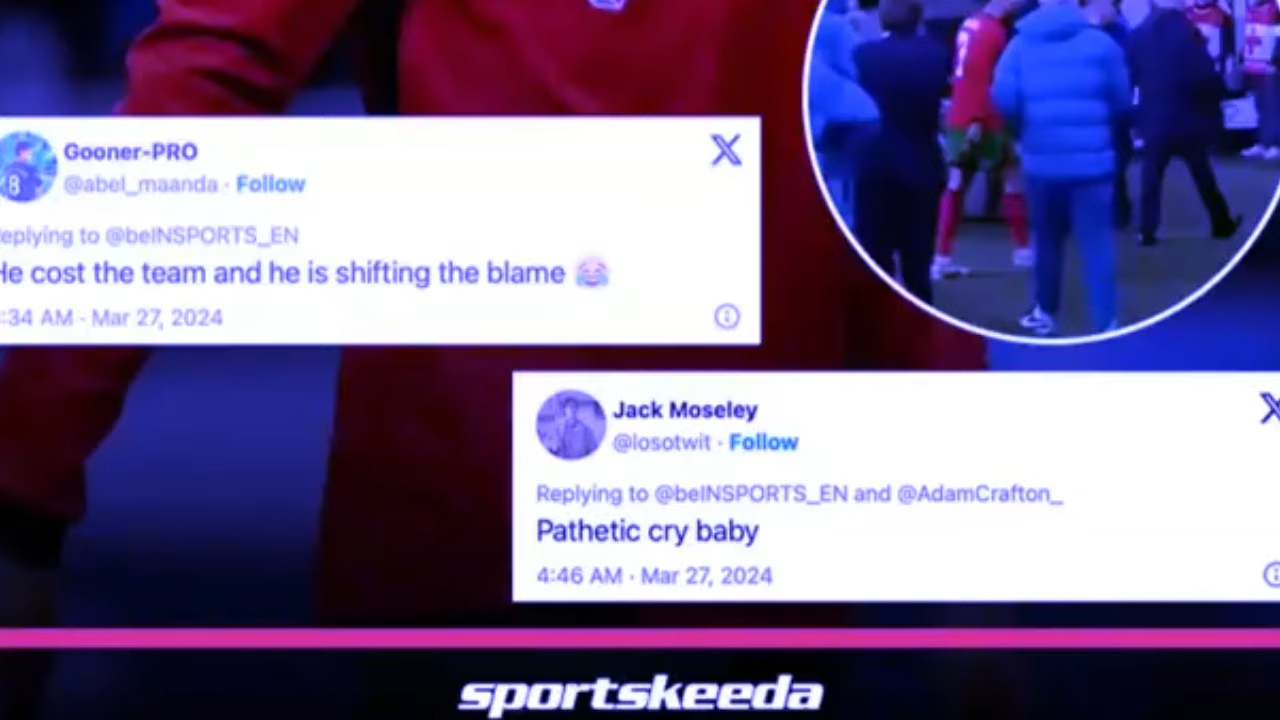 Gooner-PRO
@abel_maanda · Follow
eplying to @beINSPORTS_EN
He cost the team and he is shifting the blame 😂
:34 AM · Mar 27, 2024
Jack Moseley
@losotwit · Follow
Replying to @beINSPORTS_EN and @AdamCrafton_
Pathetic cry baby
4:46 AM · Mar 27, 2024
sportskeeda